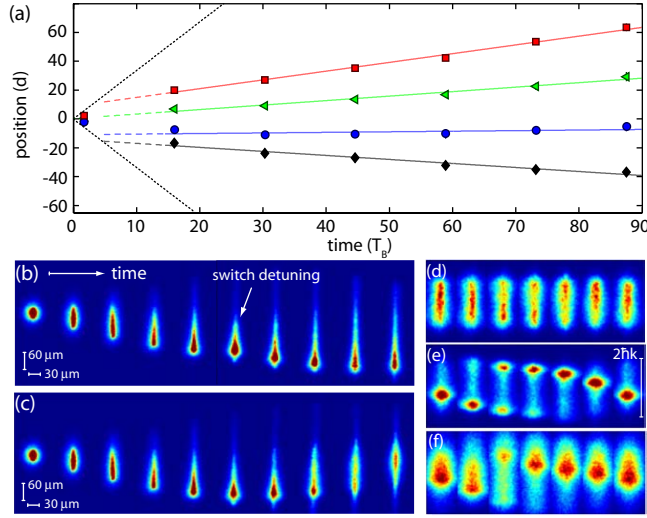 (a)
60
40
20
0
-20
-40
-60
position (d)
0 10 20 30 40 50 60 70 80 90
time (T_B)
(b) time
switch detuning
60 μm
30 μm
(c)
60 μm
30 μm
(d)
(e) 2ħk
(f)